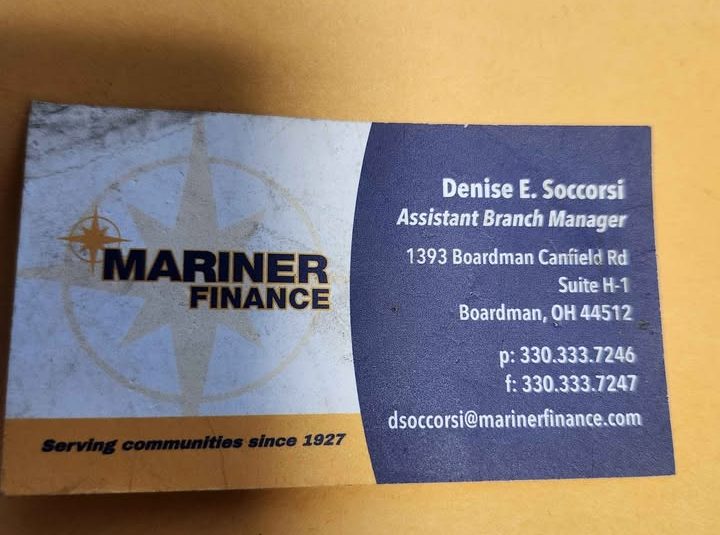 MARINER
FINANCE
Serving communities since 1927
Denise E. Soccorsi
Assistant Branch Manager
1393 Boardman Canfield Rd
Suite H-1
Boardman, OH 44512
p: 330.333.7246
f: 330.333.7247
dsoccorsi@marinerfinance.com